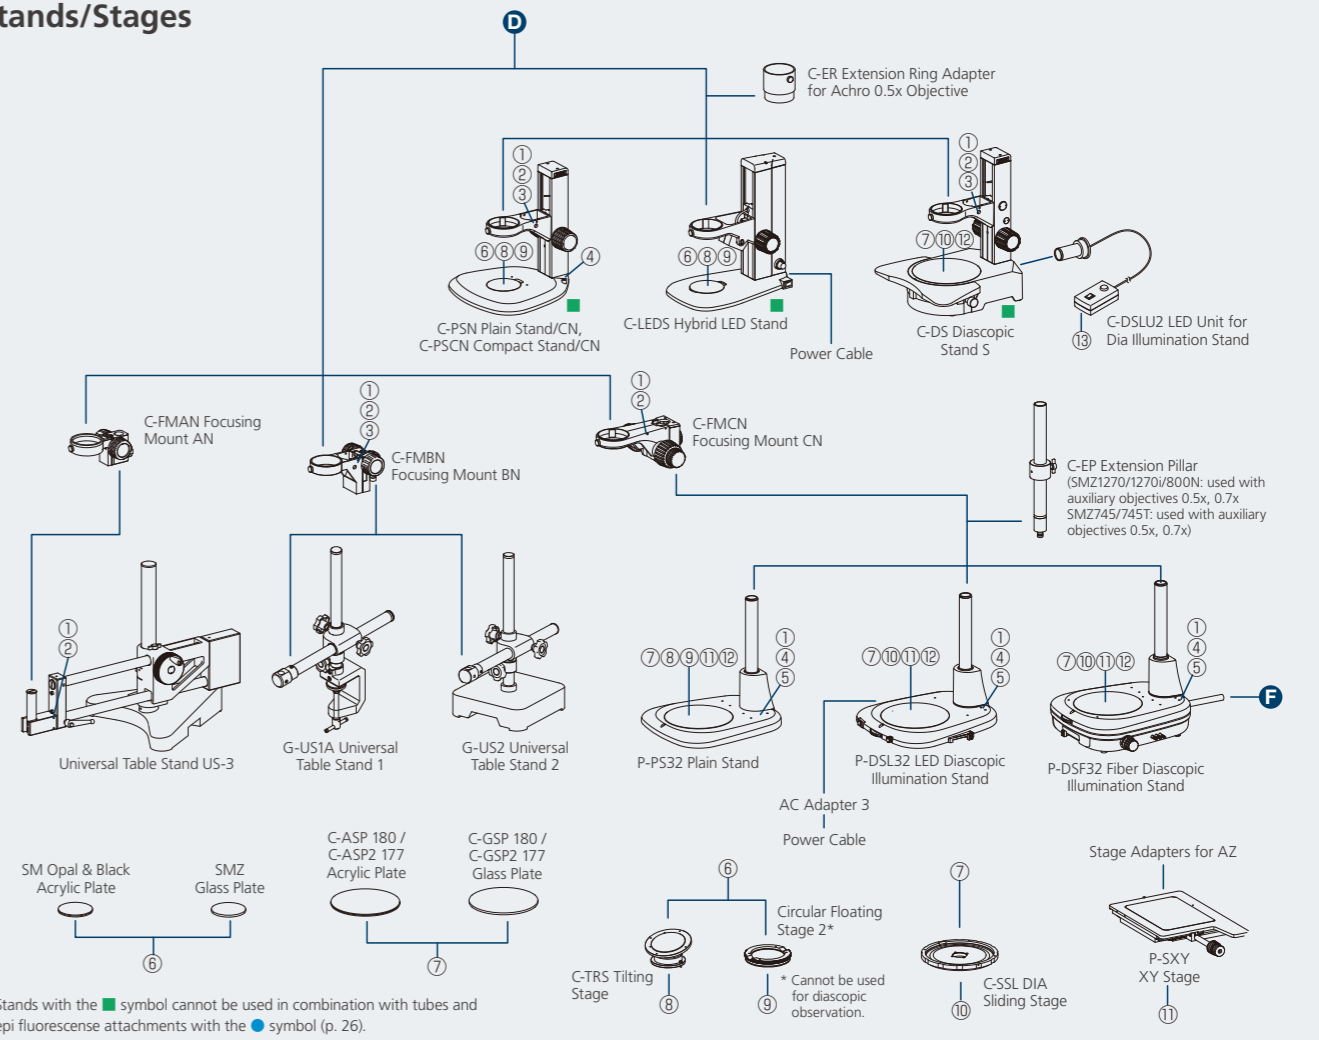 tands/Stages
D
C-ER Extension Ring Adapter
for Achro 0.5x Objective
①
②
③
⑥⑧⑨
④
C-PSN Plain Stand/CN,
C-PSCN Compact Stand/CN
⑥⑧⑨
C-LEDS Hybrid LED Stand
Power Cable
①
②
③
⑦⑩⑫
C-DS Diascopic
Stand S
⑬
C-DSLU2 LED Unit for
Dia Illumination Stand
C-FMAN Focusing
Mount AN
①
②
③
C-FMBN
Focusing Mount BN
①
②
C-FMCN
Focusing Mount CN
C-EP Extension Pillar
(SMZ1270/1270i/800N: used with
auxiliary objectives 0.5x, 0.7x
SMZ745/745T: used with auxiliary
objectives 0.5x, 0.7x)
①
②
Universal Table Stand US-3
G-US1A Universal
Table Stand 1
G-US2 Universal
Table Stand 2
⑦⑧⑨⑪⑫
①
④
⑤
P-PS32 Plain Stand
⑦⑩⑪⑫
①
④
⑤
P-DSL32 LED Diascopic
Illumination Stand
AC Adapter 3
Power Cable
⑦⑩⑪⑫
①
④
⑤
F
P-DSF32 Fiber Diascopic
Illumination Stand
SM Opal & Black
Acrylic Plate
SMZ
Glass Plate
⑥
C-ASP 180 /
C-ASP2 177
Acrylic Plate
C-GSP 180 /
C-GSP2 177
Glass Plate
⑦
⑥
C-TRS Tilting
Stage
⑧
Circular Floating
Stage 2*
⑨
* Cannot be used
for diascopic
observation.
⑦
C-SSL DIA
Sliding Stage
⑩
Stage Adapters for AZ
P-SXY
XY Stage
⑪
Stands with the ■ symbol cannot be used in combination with tubes and
epi fluorescense attachments with the ● symbol (p. 26).